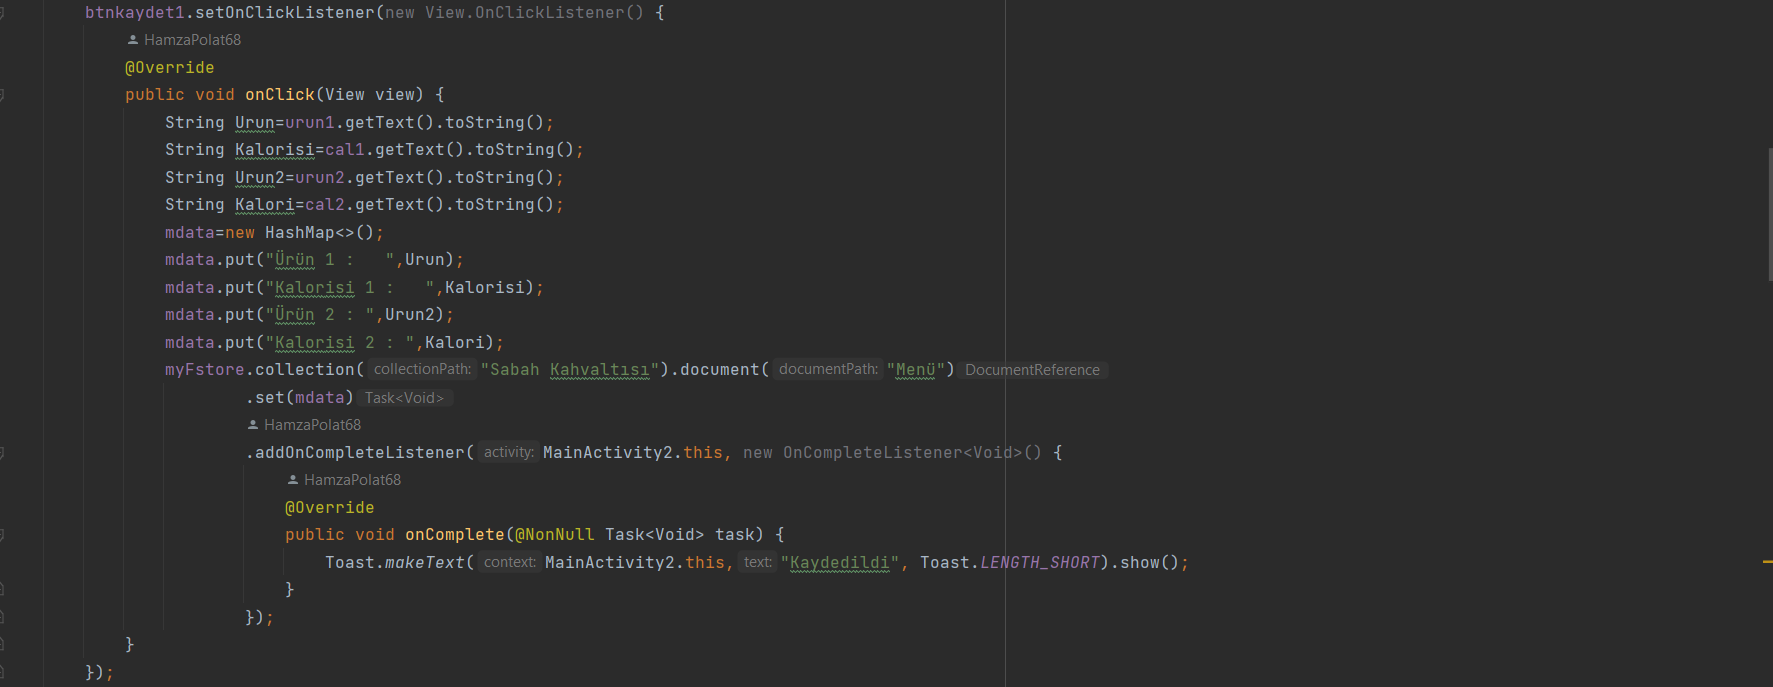 btnkaydet1.setOnClickListener(new View.OnClickListener() {
HamzaPolat68
@Override
public void onClick(View view) {
String Urun=urun1.getText().toString();
String Kalorisi=cal1.getText().toString();
String Urun2=urun2.getText().toString();
String Kalori=cal2.getText().toString();
mdata=new HashMap<>();
mdata.put("Ürün 1 :   ",Urun);
mdata.put("Kalorisi 1 :   ",Kalorisi);
mdata.put("Ürün 2 : ",Urun2);
mdata.put("Kalorisi 2 : ",Kalori);
myFstore.collection( collectionPath: "Sabah Kahvaltısı").document( documentPath: "Menü") DocumentReference
.set(mdata) Task<Void>
HamzaPolat68
.addOnCompleteListener( activity: MainActivity2.this, new OnCompleteListener<Void>() {
HamzaPolat68
@Override
public void onComplete(@NonNull Task<Void> task) {
Toast.makeText( context: MainActivity2.this, text: "Kaydedildi", Toast.LENGTH_SHORT).show();
}
});
}
});